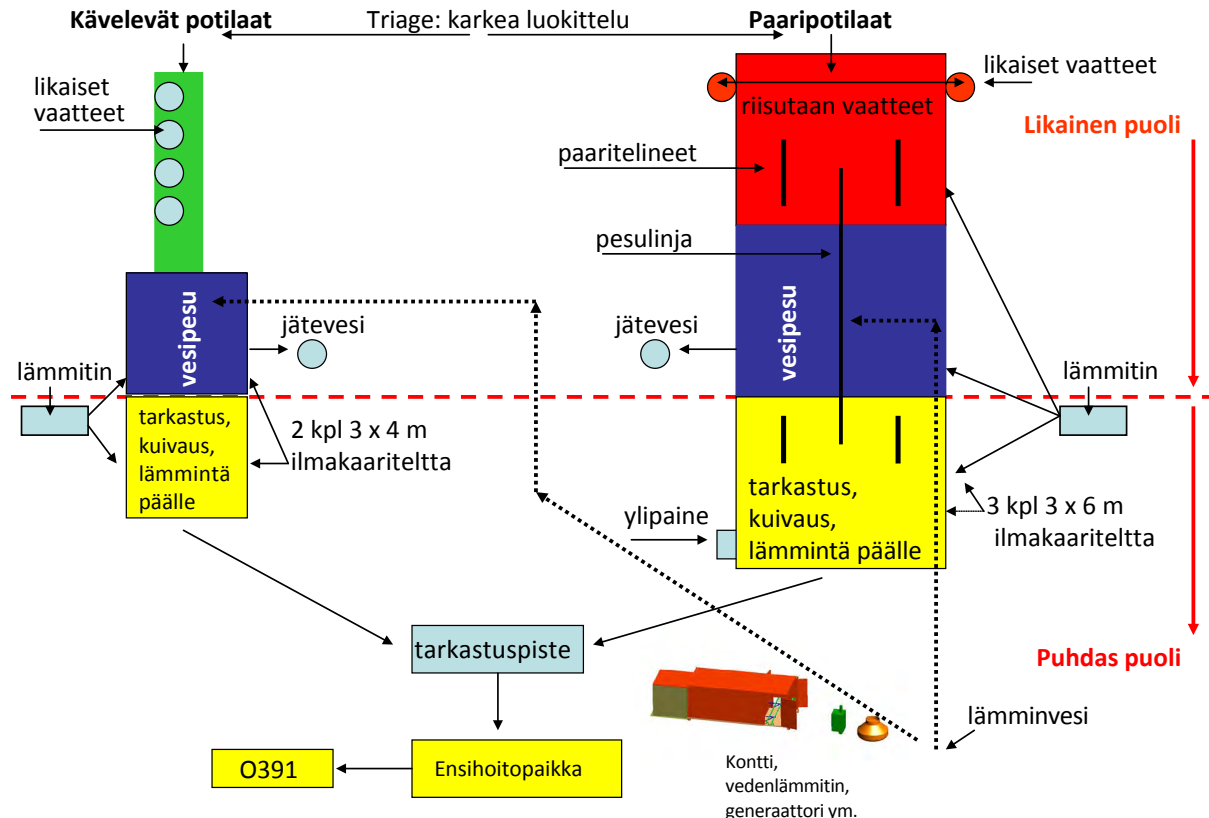 Kävelevät potilaat
Triage: karkea luokittelu
Paaripotilaat
likaiset
vaatteet
likaiset vaatteet
riisutaan vaatteet
Likainen puoli
paaritelineet
pesulinja
vesipesu
jätevesi
jätevesi
vesipesu
lämmitin
lämmitin
tarkastus,
kuivaus,
lämmintä
päälle
2 kpl 3 x 4 m
ilmakaariteltta
tarkastus,
kuivaus,
lämmintä päälle
ylipaine
3 kpl 3 x 6 m
ilmakaariteltta
tarkastuspiste
Puhdas puoli
lämminvesi
O391
Ensihoitopaikka
Kontti,
vedenlämmitin,
generaattori ym.